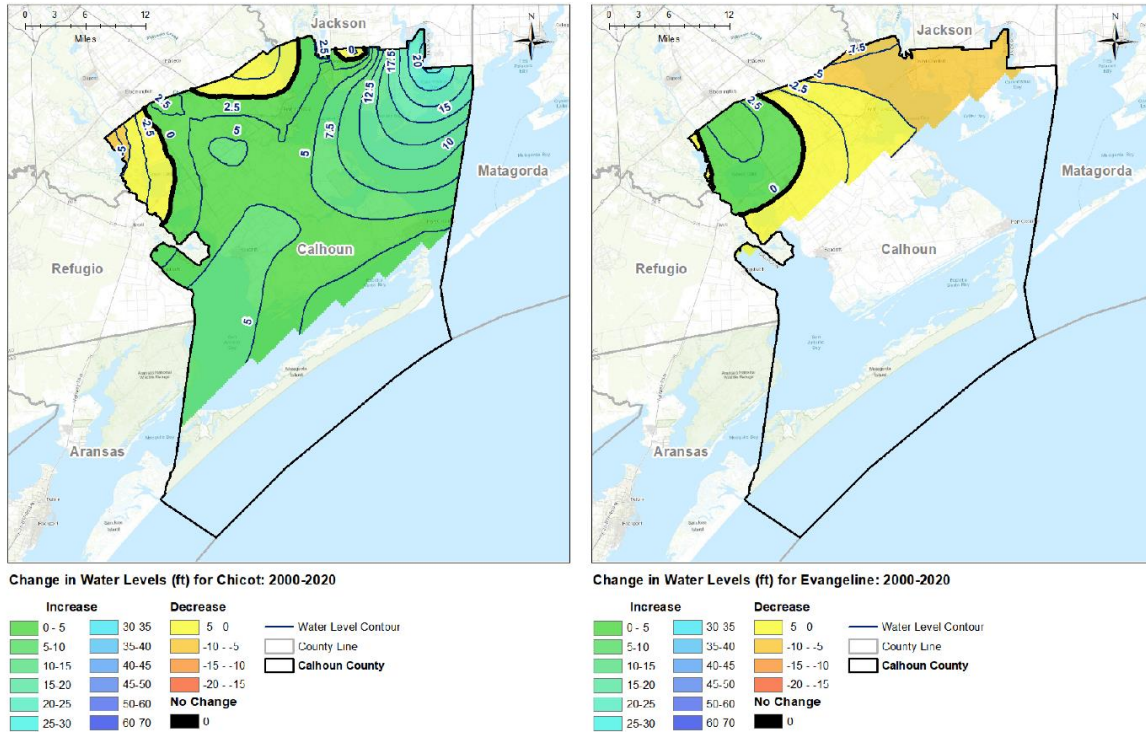 0 3 6 12
Miles
Jackson
N
2.5
0
17.5
20
2.5
2.5
12.5
15
2.5
0
5
7.5
10
-5
5
Matagorda
Calhoun
Refugio
5
Aransas
Change in Water Levels (ft) for Chicot: 2000-2020
Increase Decrease
0 - 5 30 35 5 0 Water Level Contour
5-10 35-40 -10 - -5 County Line
10-15 40-45 -15 - -10 Calhoun County
15-20 45-50 -20 - -15
20-25 50-60 No Change
25-30 60 70 0
0 3 6 12
Miles
Jackson
N
-7.5
-5
-2.5
2.5
0
Matagorda
Calhoun
Refugio
Aransas
Change in Water Levels (ft) for Evangeline: 2000-2020
Increase Decrease
0 - 5 30 35 5 0 Water Level Contour
5-10 35-40 -10 - -5 County Line
10-15 40-45 -15 - -10 Calhoun County
15-20 45-50 -20 - -15
20-25 50-60 No Change
25-30 60 70 0